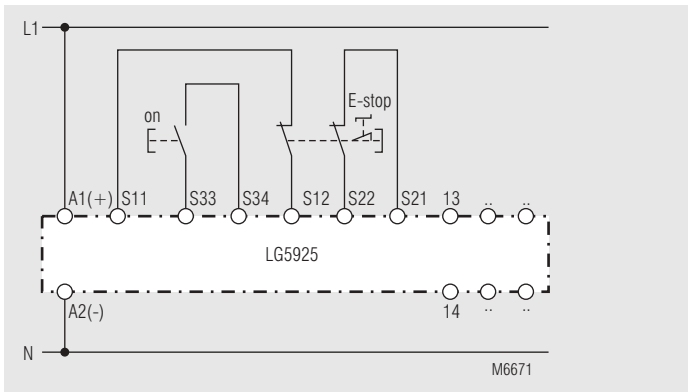 L1
E-stop
on
A1(+) S11 S33 S34 S12 S22 S21 13 .. ..
LG5925
A2(-) 14 .. ..
N
M6671